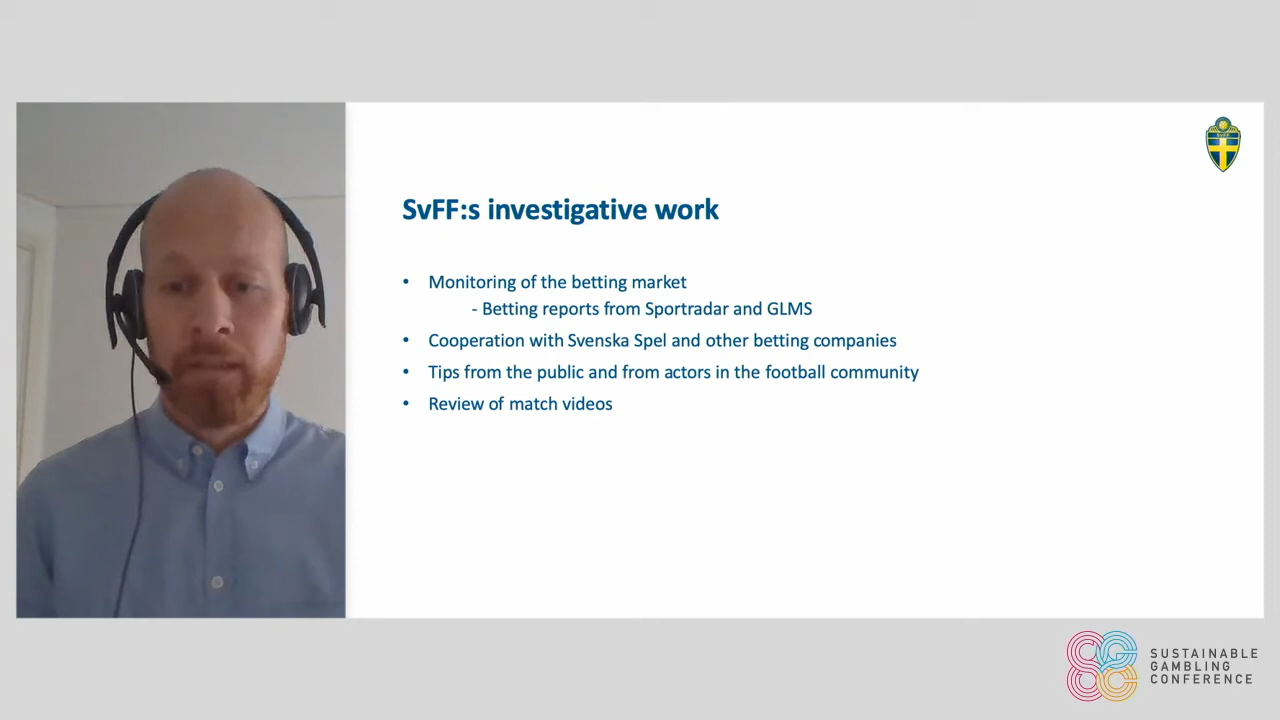 SvFF
SvFF:s investigative work
• Monitoring of the betting market
- Betting reports from Sportradar and GLMS
• Cooperation with Svenska Spel and other betting companies
• Tips from the public and from actors in the football community
• Review of match videos
SUSTAINABLE
GAMBLING
CONFERENCE